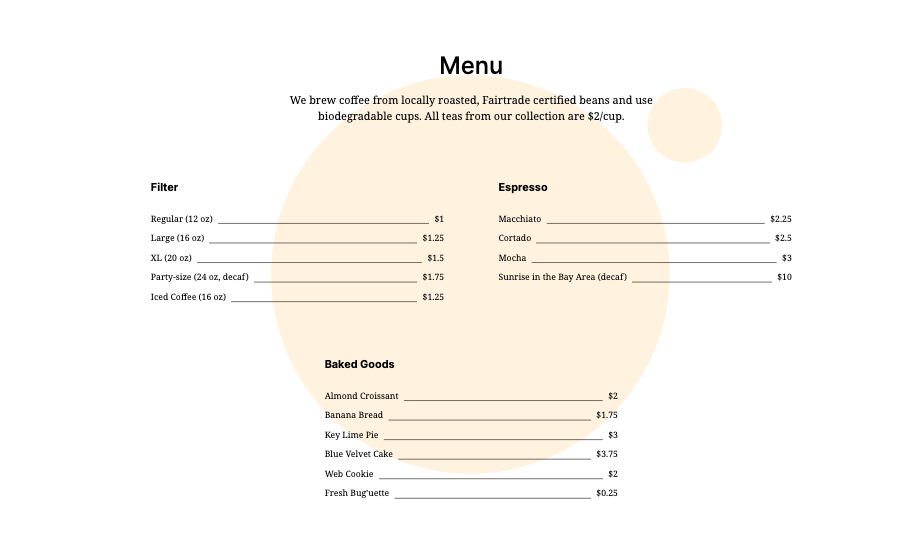 Menu
We brew coffee from locally roasted, Fairtrade certified beans and use
biodegradable cups. All teas from our collection are $2/cup.
Filter
Regular (12 oz) $1
Large (16 oz) $1.25
XL (20 oz) $1.5
Party-size (24 oz, decaf) $1.75
Iced Coffee (16 oz) $1.25
Espresso
Macchiato $2.25
Cortado $2.5
Mocha $3
Sunrise in the Bay Area (decaf) $10
Baked Goods
Almond Croissant $2
Banana Bread $1.75
Key Lime Pie $3
Blue Velvet Cake $3.75
Web Cookie $2
Fresh Bug'uette $0.25